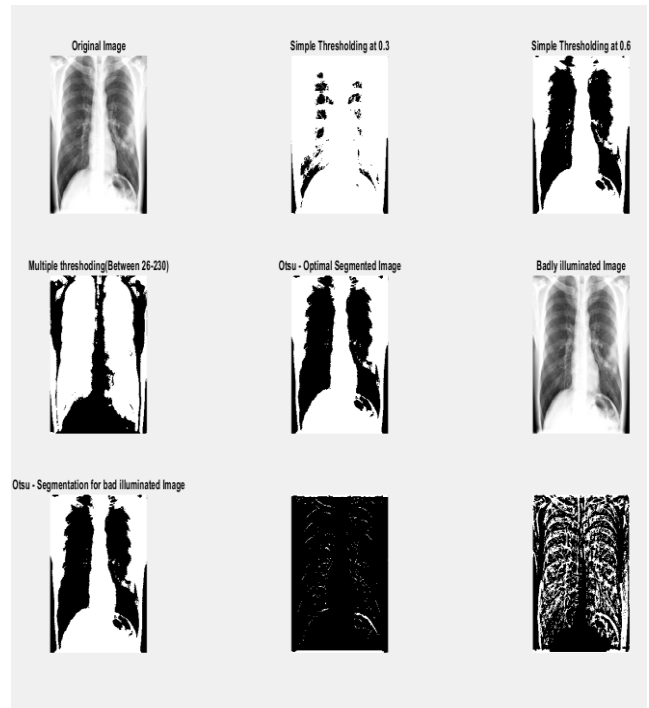 Original Image
Simple Thresholding at 0.3
Simple Thresholding at 0.6
Multiple threshoding(Between 26-230)
Otsu - Optimal Segmented Image
Badly illuminated Image
Otsu - Segmentation for bad illuminated Image